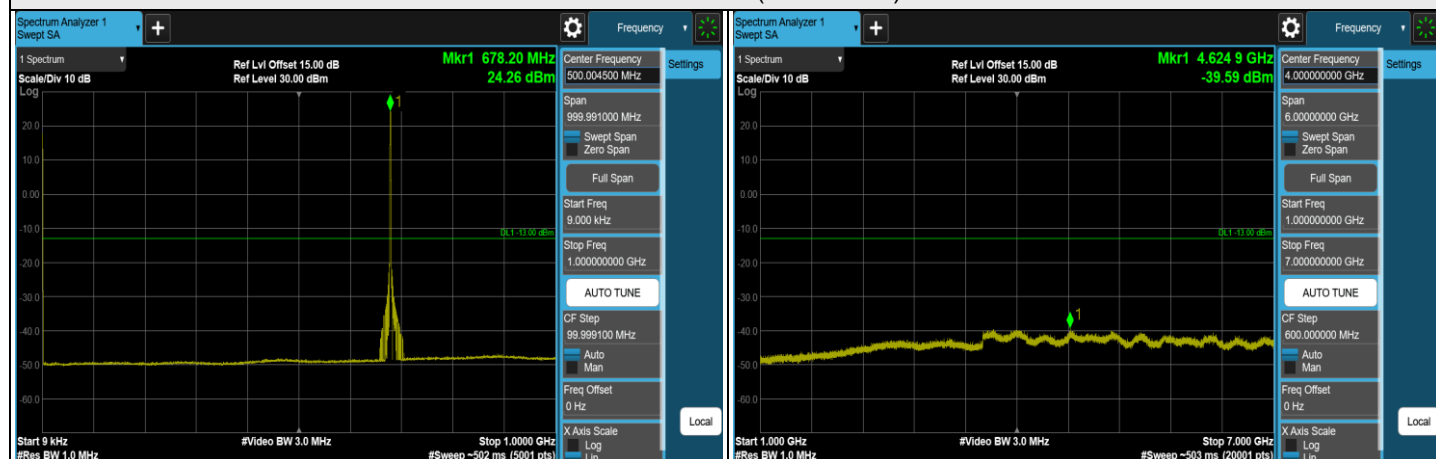 Spectrum Analyzer 1
Swept SA
+
Frequency
Settings
1 Spectrum
Scale/Div 10 dB
Log
Ref Lvl Offset 15.00 dB
Ref Level 30.00 dBm
Mkr1 678.20 MHz
24.26 dBm
1
20.0
10.0
0.00
-10.0
DL1 -13.00 dBm
-20.0
-30.0
-40.0
-50.0
-60.0
Start 9 kHz
#Res BW 1.0 MHz
#Video BW 3.0 MHz
Stop 1.0000 GHz
#Sweep ~502 ms (5001 pts)
Center Frequency
500.004500 MHz
Span
999.991000 MHz
Swept Span
Zero Span
Full Span
Start Freq
9.000 kHz
Stop Freq
1.000000000 GHz
AUTO TUNE
CF Step
99.999100 MHz
Auto
Man
Freq Offset
0 Hz
X Axis Scale
Log
Lin
Local
Spectrum Analyzer 1
Swept SA
+
Frequency
Settings
1 Spectrum
Scale/Div 10 dB
Log
Ref Lvl Offset 15.00 dB
Ref Level 30.00 dBm
Mkr1 4.624 9 GHz
-39.59 dBm
1
20.0
10.0
0.00
-10.0
DL1 -13.00 dBm
-20.0
-30.0
-40.0
-50.0
-60.0
Start 1.000 GHz
#Res BW 1.0 MHz
#Video BW 3.0 MHz
Stop 7.000 GHz
#Sweep ~503 ms (20001 pts)
Center Frequency
4.000000000 GHz
Span
6.00000000 GHz
Swept Span
Zero Span
Full Span
Start Freq
1.000000000 GHz
Stop Freq
7.000000000 GHz
AUTO TUNE
CF Step
600.000000 MHz
Auto
Man
Freq Offset
0 Hz
X Axis Scale
Log
Lin
Local